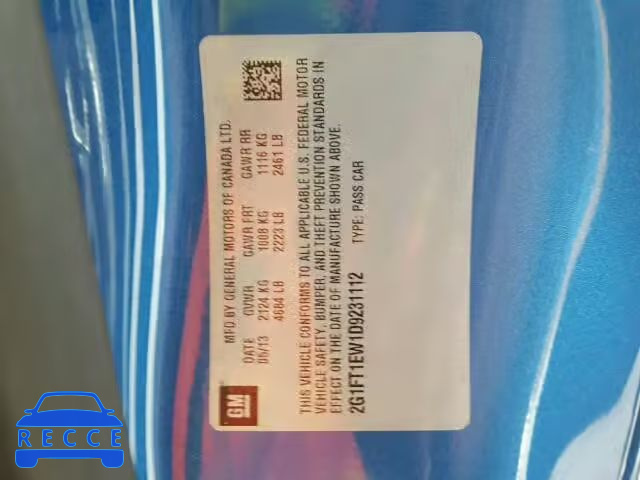 MFD BY GENERAL MOTORS OF CANADA LTD.
DATE GVWR GAWR FRT GAWR RR
06/13 2124 KG 1008 KG 1116 KG
4684 LB 2223 LB 2461 LB
THIS VEHICLE CONFORMS TO ALL APPLICABLE U.S. FEDERAL MOTOR
VEHICLE SAFETY, BUMPER, AND THEFT PREVENTION STANDARDS IN
EFFECT ON THE DATE OF MANUFACTURE SHOWN ABOVE.
2G1FT1EW1D9231112 TYPE: PASS CAR
GM
RECCE